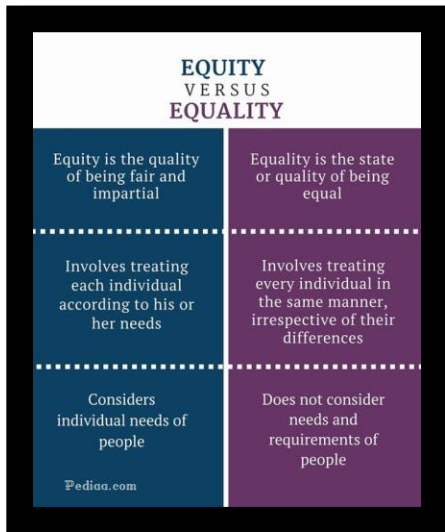 EQUITY
VERSUS
EQUALITY
Equity is the quality
of being fair and
impartial
Equality is the state
or quality of being
equal
Involves treating
each individual
according to his or
her needs
Involves treating
every individual in
the same manner,
irrespective of their
differences
Considers
individual needs of
people
Does not consider
needs and
requirements of
people
Pediaa.com